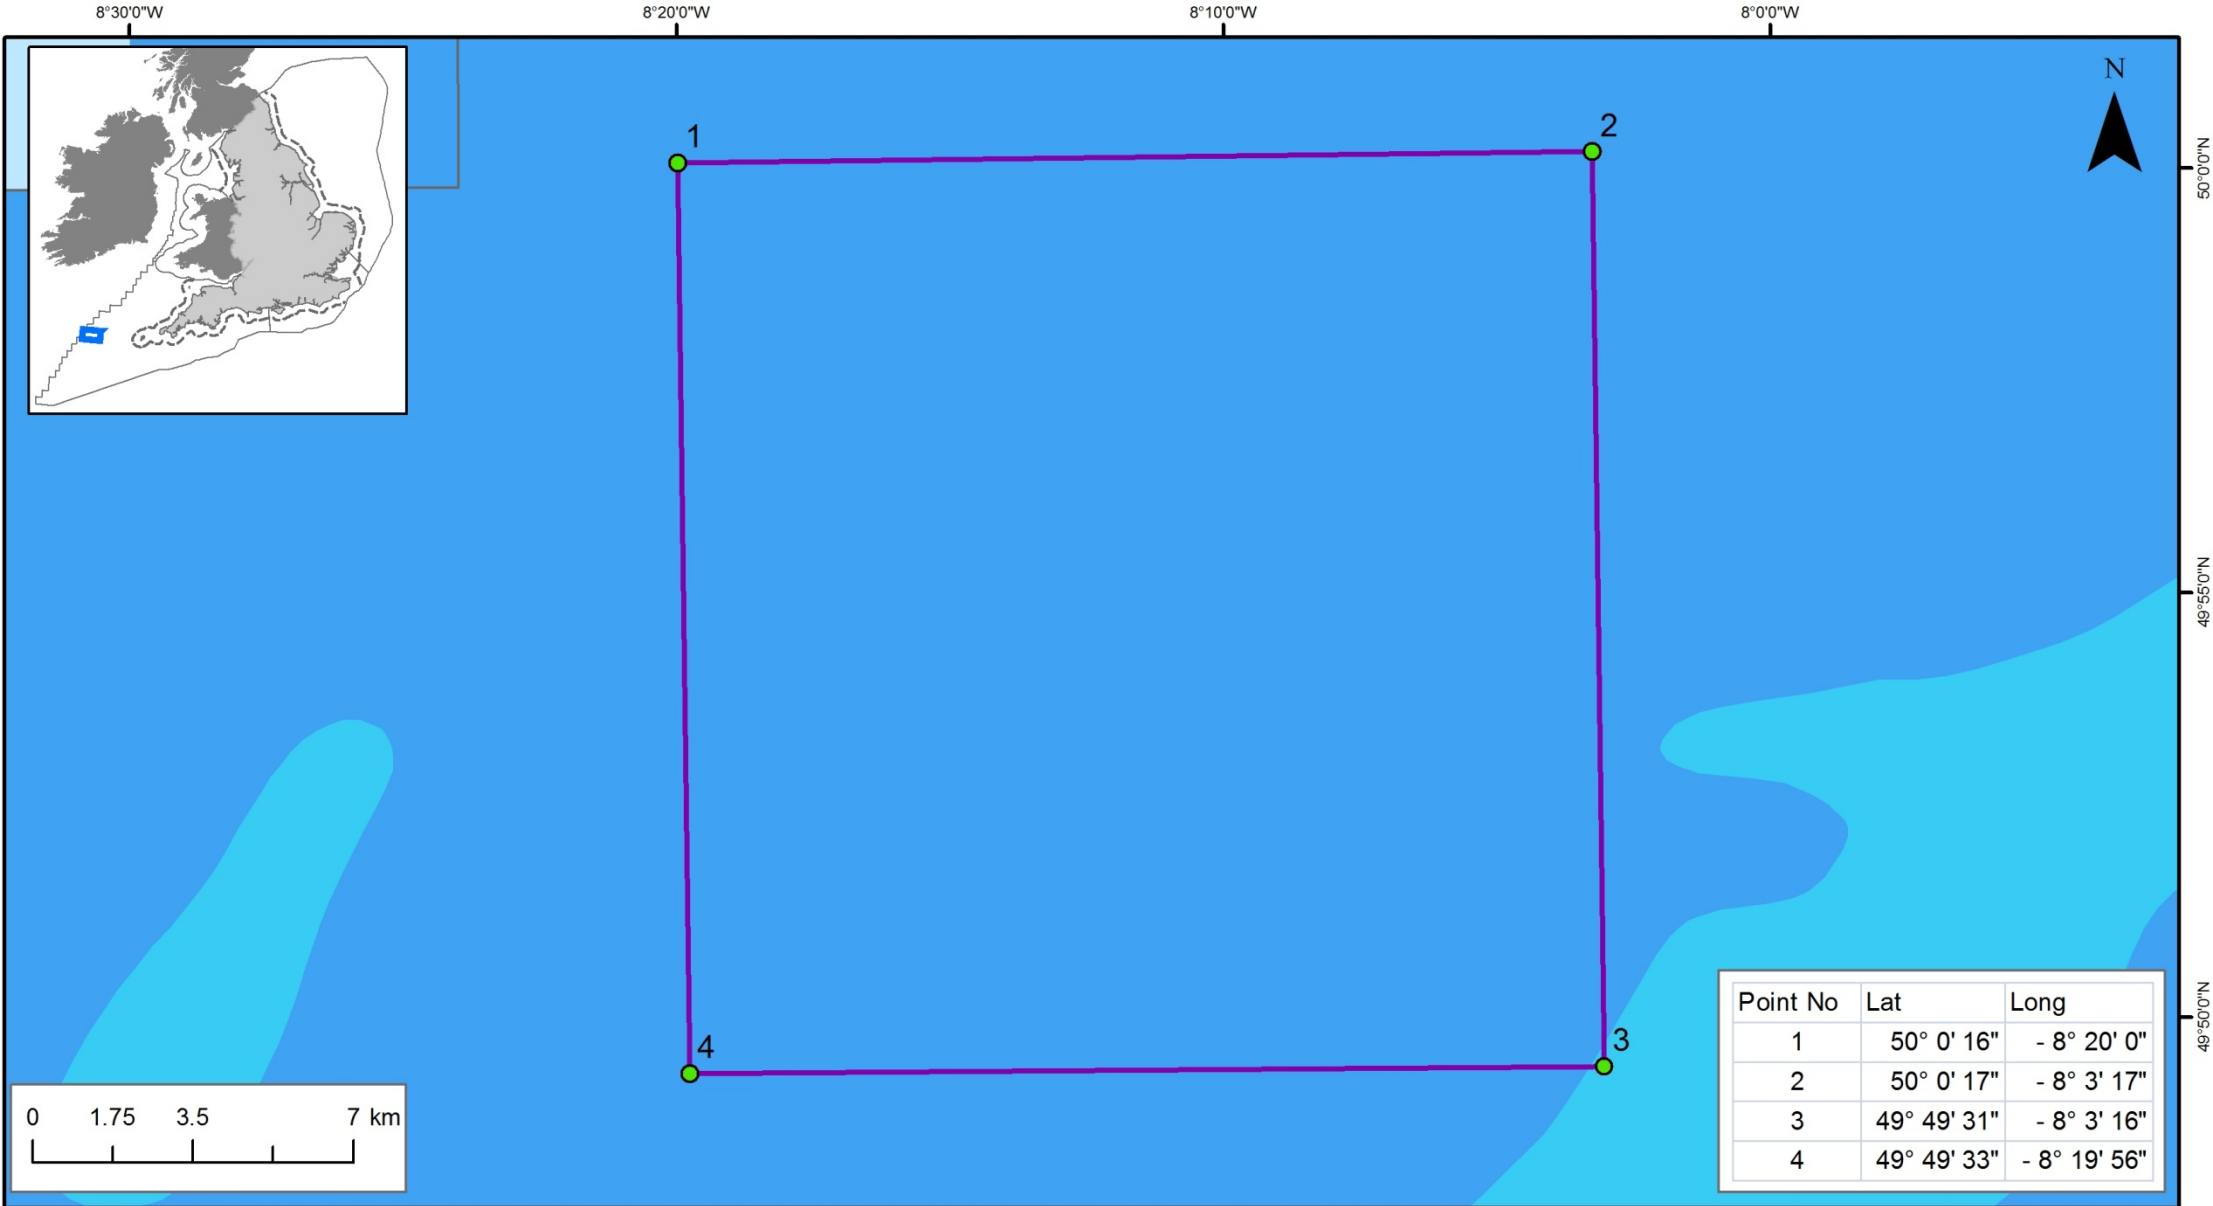 8°30'0"W 8°20'0"W 8°10'0"W 8°0'0"W
N
1
2
50°0'0"N
49°55'0"N
49°50'0"N
4
3
0 1.75 3.5 7 km
Point No Lat Long
1 50° 0' 16" - 8° 20' 0"
2 50° 0' 17" - 8° 3' 17"
3 49° 49' 31" - 8° 3' 16"
4 49° 49' 33" - 8° 19' 56"